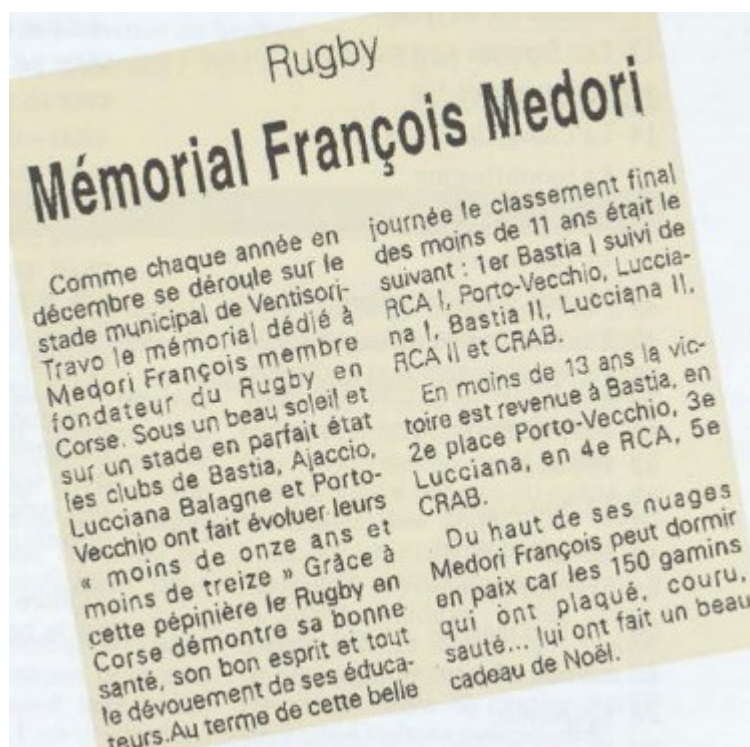 Rugby
Mémorial François Medori
Comme chaque année en
décembre se déroule sur le
stade municipal de Ventisori-
Travo le mémorial dédié à
Medori François membre
fondateur du Rugby en
Corse. Sous un beau soleil et
sur un stade en parfait état
les clubs de Bastia, Ajaccio,
Lucciana Balagne et Porto-
Vecchio ont fait évoluer leurs
« moins de onze ans et
moins de treize » Grâce à
cette pépinière le Rugby en
Corse démontre sa bonne
santé, son bon esprit et tout
le dévouement de ses éduca-
teurs.Au terme de cette belle
journée le classement final
des moins de 11 ans était le
suivant : 1er Bastia I suivi de
RCA I, Porto-Vecchio, Luccia-
na I, Bastia II, Lucciana II,
RCA II et CRAB.
En moins de 13 ans la vic-
toire est revenue à Bastia, en
2e place Porto-Vecchio, 3e
Lucciana, en 4e RCA, 5e
CRAB.
Du haut de ses nuages
Medori François peut dormir
en paix car les 150 gamins
qui ont plaqué, couru,
sauté... lui ont fait un beau
cadeau de Noël.